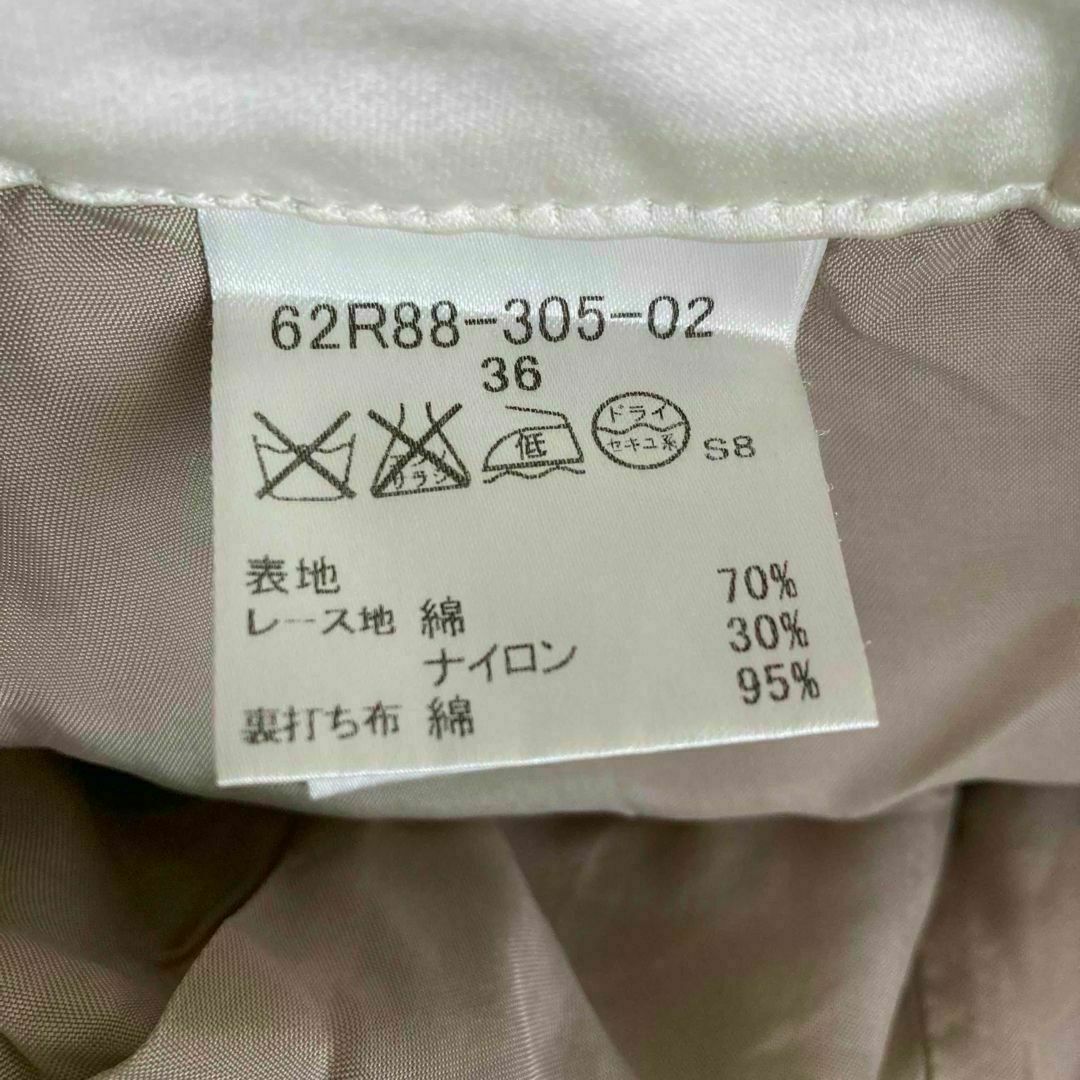 62R88-305-02
36
低 ドライ セキユ系 S8
表地
レース地 綿 70%
ナイロン 30%
裏打ち布 綿 95%